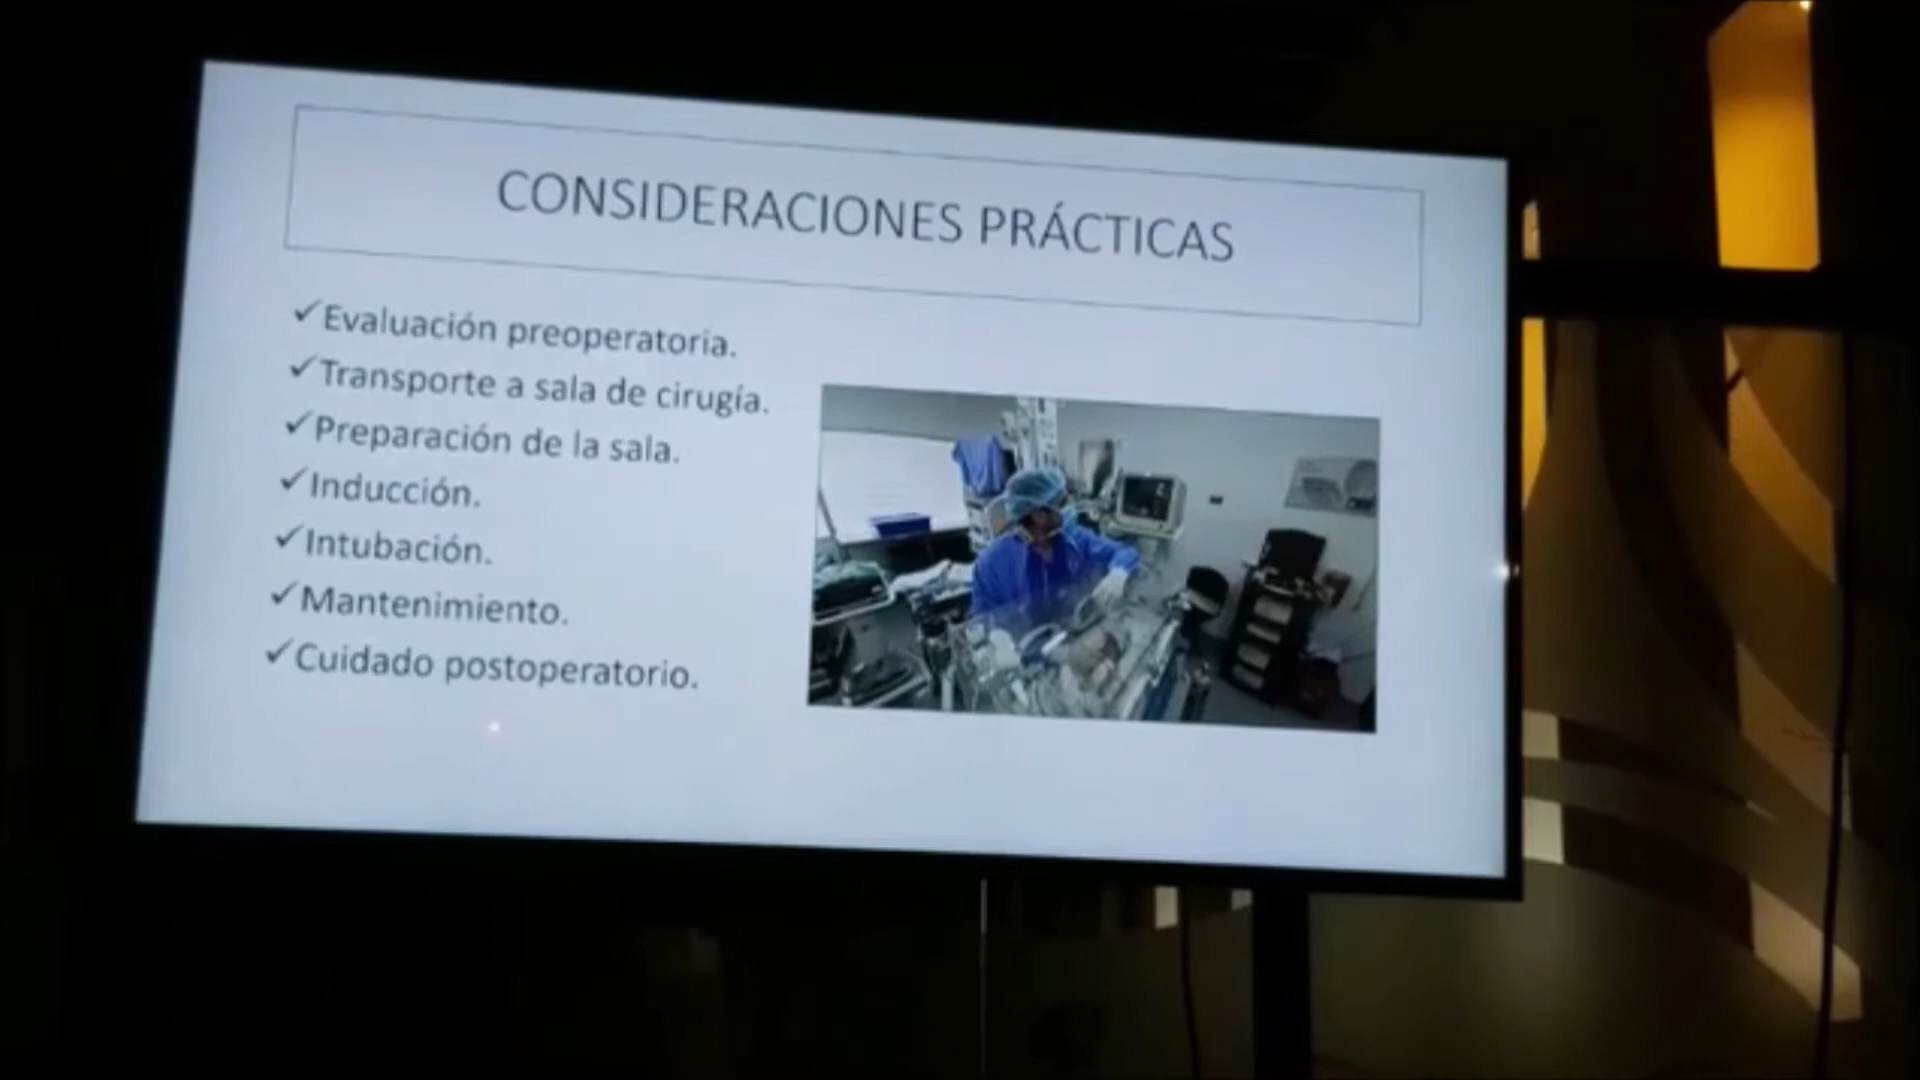 CONSIDERACIONES PRÁCTICAS
✓Evaluación preoperatoria.
✓Transporte a sala de cirugía.
✓Preparación de la sala.
✓Inducción.
✓Intubación.
✓Mantenimiento.
✓Cuidado postoperatorio.